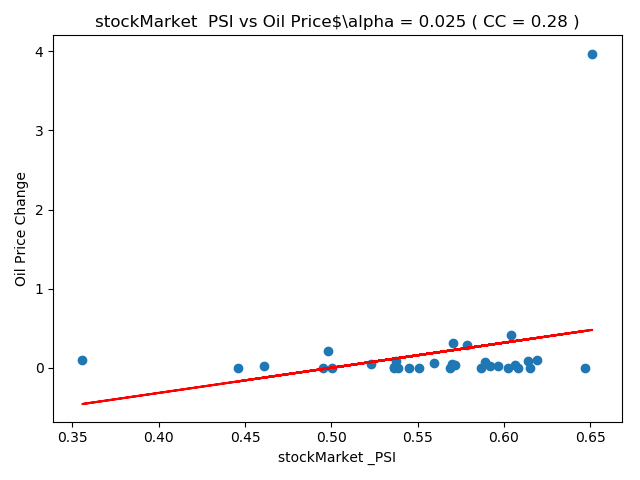 stockMarket  PSI vs Oil Price$\alpha = 0.025 ( CC = 0.28 )
4
3
2
1
0
Oil Price Change
0.35 0.40 0.45 0.50 0.55 0.60 0.65
stockMarket _PSI